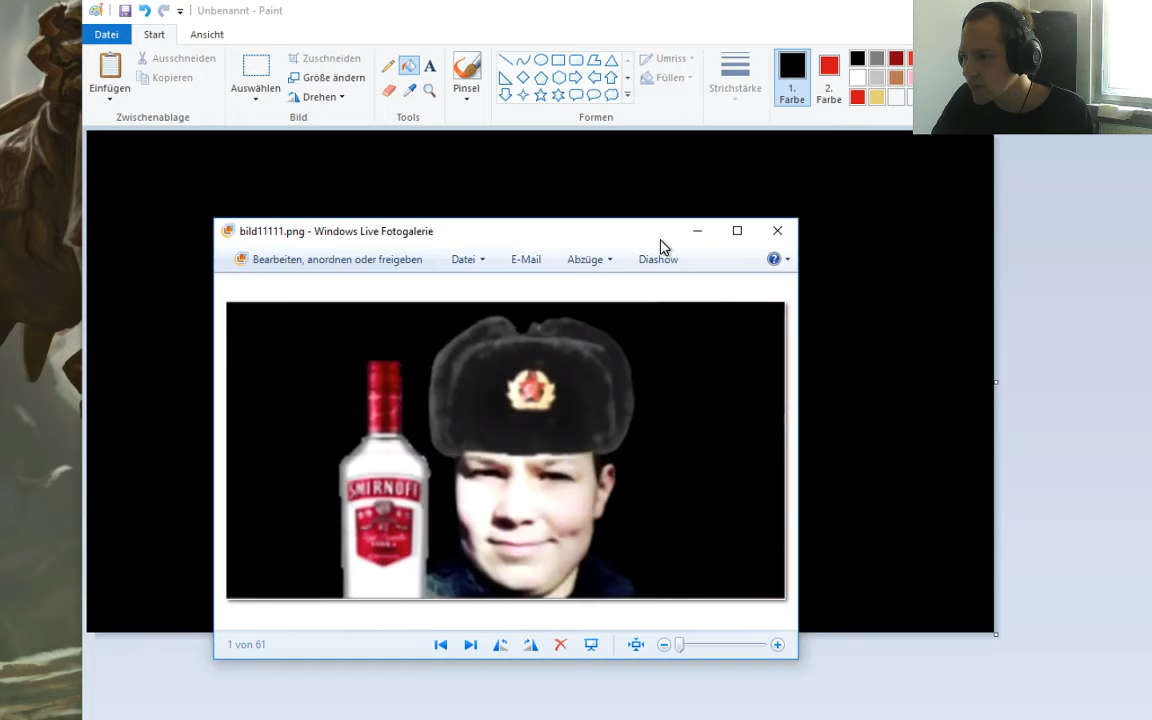 Unbenannt - Paint
Datei Start Ansicht
Einfügen
Ausschneiden
Kopieren
Zwischenablage
Auswählen
Zuschneiden
Größe ändern
Drehen
Bild
A
Tools
Pinsel
Umriss
Füllen
Formen
Strichstärke
1.
Farbe
2.
Farbe
bild11111.png - Windows Live Fotogalerie
Bearbeiten, anordnen oder freigeben Datei E-Mail Abzüge Diashow ?
SMIRNOFF
1 von 61